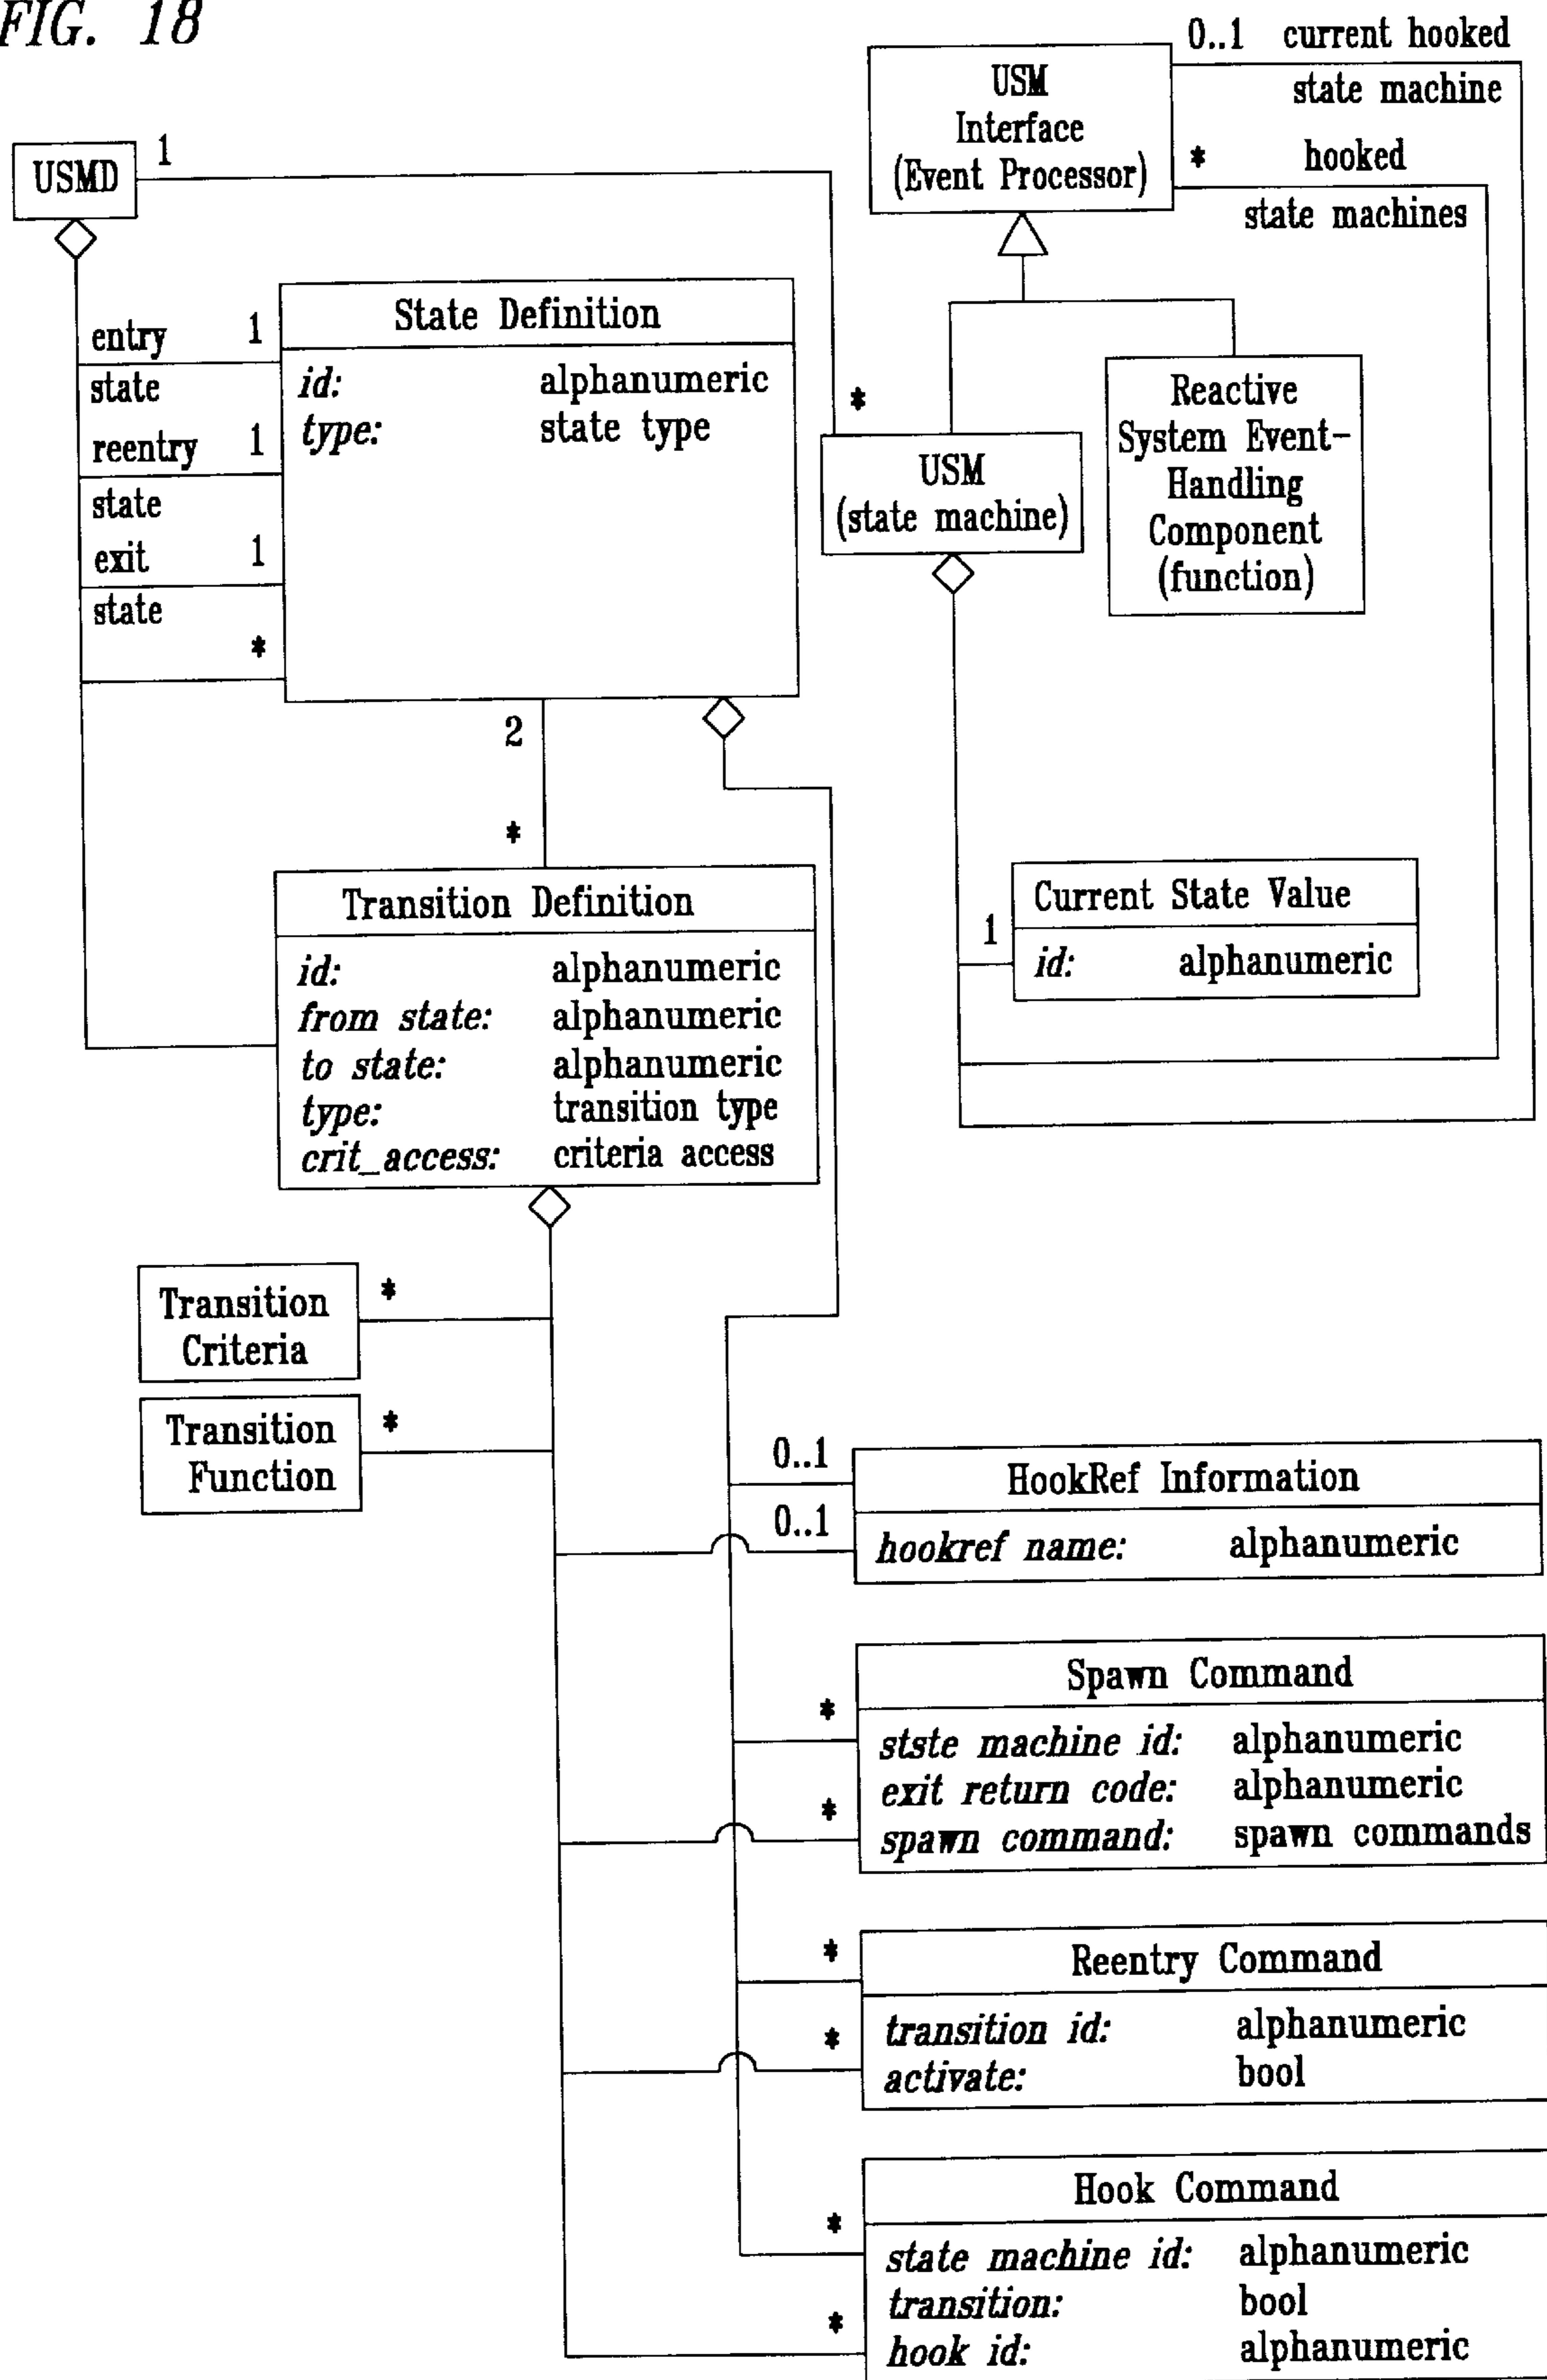 FIG. 18
0..1 current hooked
state machine
* hooked
state machines
USM
Interface
(Event Processor)
USMD
1
*
entry 1
state
reentry 1
state
exit 1
state
*
State Definition
id: alphanumeric
type: state type
USM
(state machine)
Reactive
System Event-
Handling
Component
(function)
2
*
Transition Definition
id: alphanumeric
from state: alphanumeric
to state: alphanumeric
type: transition type
crit_access: criteria access
1
Current State Value
id: alphanumeric
Transition
Criteria
*
Transition
Function
*
0..1
0..1
HookRef Information
hookref name: alphanumeric
*
*
Spawn Command
stste machine id: alphanumeric
exit return code: alphanumeric
spawn command: spawn commands
*
*
Reentry Command
transition id: alphanumeric
activate: bool
*
*
Hook Command
state machine id: alphanumeric
transition: bool
hook id: alphanumeric